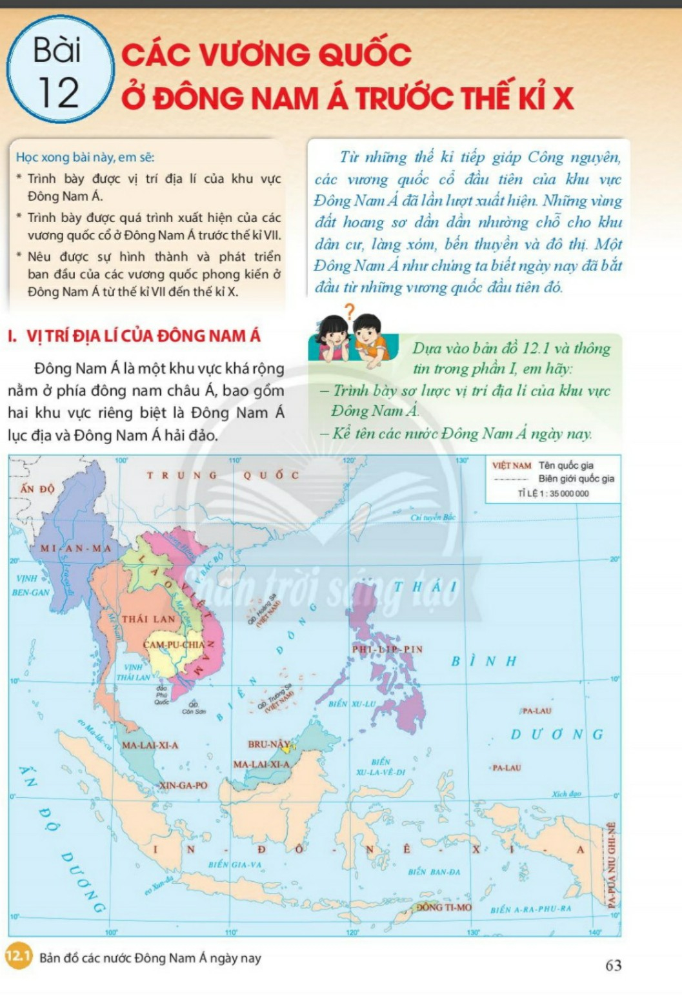 Bài
12
CÁC VƯƠNG QUỐC
Ở ĐÔNG NAM Á TRƯỚC THẾ KỈ X
Học xong bài này, em sẽ:
* Trình bày được vị trí địa lí của khu vực
Đông Nam Á.
* Trình bày được quá trình xuất hiện của các
vương quốc cổ ở Đông Nam Á trước thế kỉ VII.
* Nêu được sự hình thành và phát triển
ban đầu của các vương quốc phong kiến ở
Đông Nam Á từ thế kỉ VII đến thế kỉ X.
Từ những thế kỉ tiếp giáp Công nguyên,
các vương quốc cổ đầu tiên của khu vực
Đông Nam Á đã lần lượt xuất hiện. Những vùng
đất hoang sơ dần dần nhường chỗ cho khu
dân cư, làng xóm, bến thuyền và đô thị. Một
Đông Nam Á như chúng ta biết ngày nay đã bắt
đầu từ những vương quốc đầu tiên đó.
I. VỊ TRÍ ĐỊA LÍ CỦA ĐÔNG NAM Á
Đông Nam Á là một khu vực khá rộng
nằm ở phía đông nam châu Á, bao gồm
hai khu vực riêng biệt là Đông Nam Á
lục địa và Đông Nam Á hải đảo.
?
Dựa vào bản đồ 12.1 và thông
tin trong phần I, em hãy:
– Trình bày sơ lược vị trí địa lí của khu vực
Đông Nam Á.
– Kể tên các nước Đông Nam Á ngày nay.
100° 110° 120° 130°
VIỆT NAM Tên quốc gia
Biên giới quốc gia
TỈ LỆ 1 : 35 000 000
TRUNG QUỐC
ẤN ĐỘ
Chí tuyến Bắc
MI-AN-MA
S. I-ra-oa-đi
Sông Hồng
LÀO
V. BẮC BỘ
20° 20°
VỊNH
BEN-GAN
VIỆT NAM
THÁI
Chân trời sáng tạo
QĐ. Hoàng Sa
(VIỆT NAM)
S. Mê Công
THÁI LAN
Mê Nam
BIỂN ĐÔNG
CAM-PU-CHIA
PHI-LIP-PIN
BÌNH
VỊNH
THÁI LAN
10° 10°
đảo
Phú
Quốc
QĐ.
Côn Sơn
QĐ. Trường Sa
(VIỆT NAM)
BIỂN XU-LU
PA-LAU
eo Ma-lắc-ca
DƯƠNG
MA-LAI-XI-A
BRU-NÂY
MA-LAI-XI-A
BIỂN
XU-LA-VÊ-DI
PA-LAU
XIN-GA-PO
Xích đạo
0° 0°
ẤN ĐỘ DƯƠNG
IN-ĐÔ-NÊ-XI-A
BIỂN GIA-VA
BIỂN BAN-ĐA
PA-PUA NIU GHI-NÊ
eo Xun-đa
ĐÔNG TI-MO
BIỂN A-RA-PHU-RA
10° 10°
100° 110° 120° 130° 140°
12.1 Bản đồ các nước Đông Nam Á ngày nay
63